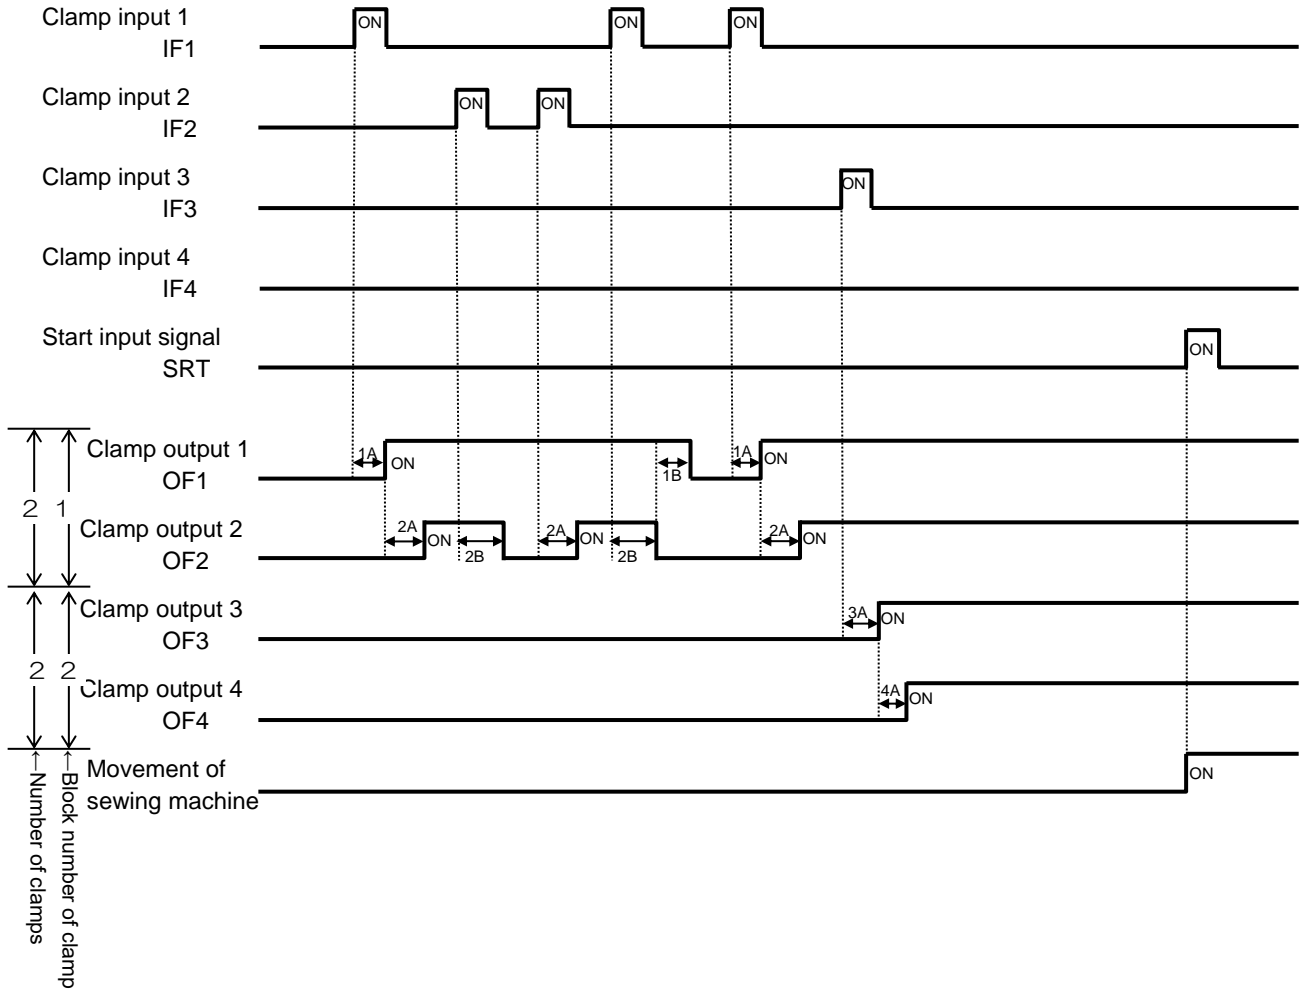 Clamp input 1
ON
ON
ON
IF1
Clamp input 2
ON
ON
IF2
Clamp input 3
ON
IF3
Clamp input 4
IF4
Start input signal
ON
SRT
Clamp output 1
1A
ON
1B
1A
ON
OF1
2
1
Clamp output 2
2A
ON
2B
2A
ON
2B
2A
ON
OF2
Clamp output 3
3A
ON
OF3
2
2
Clamp output 4
4A
ON
OF4
Movement of
sewing machine
ON
←Number of clamps
←Block number of clamp